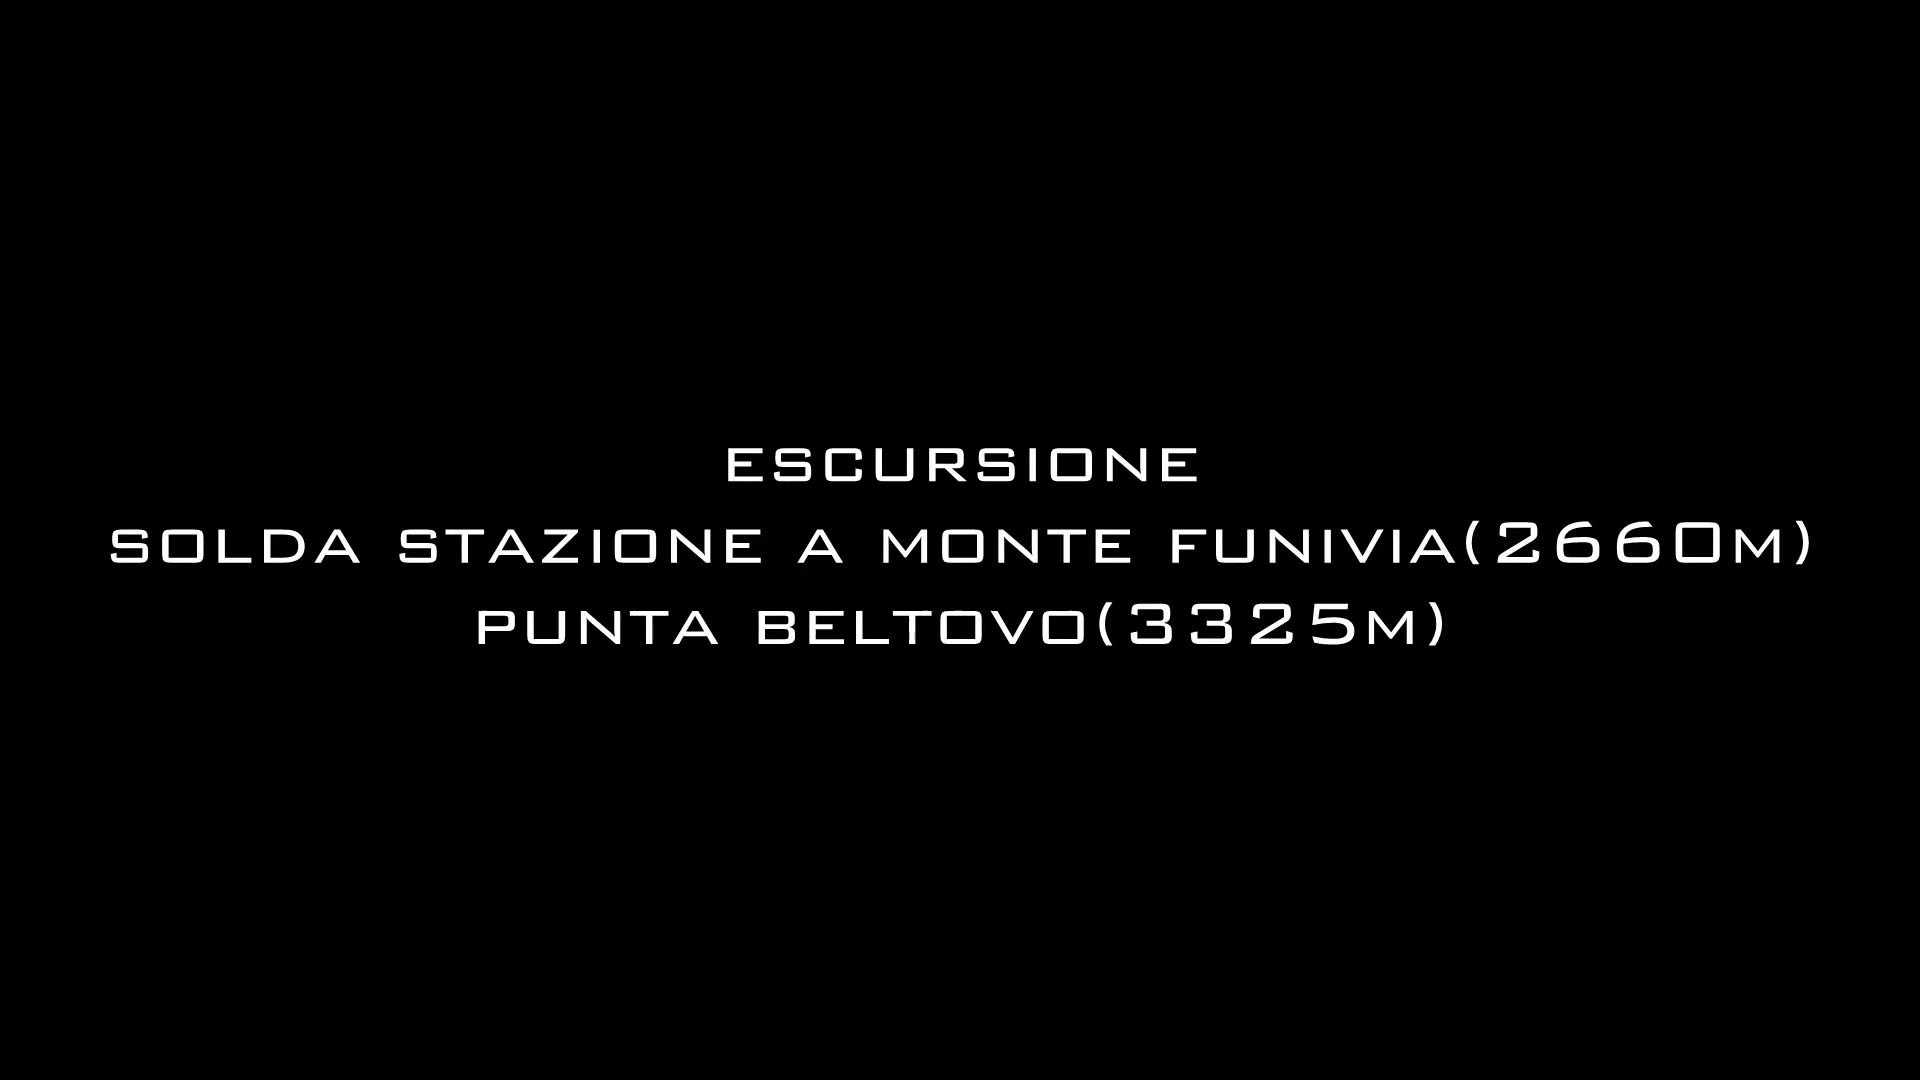 ESCURSIONE
SOLDA STAZIONE A MONTE FUNIVIA(2660M)
PUNTA BELTOVO(3325M)